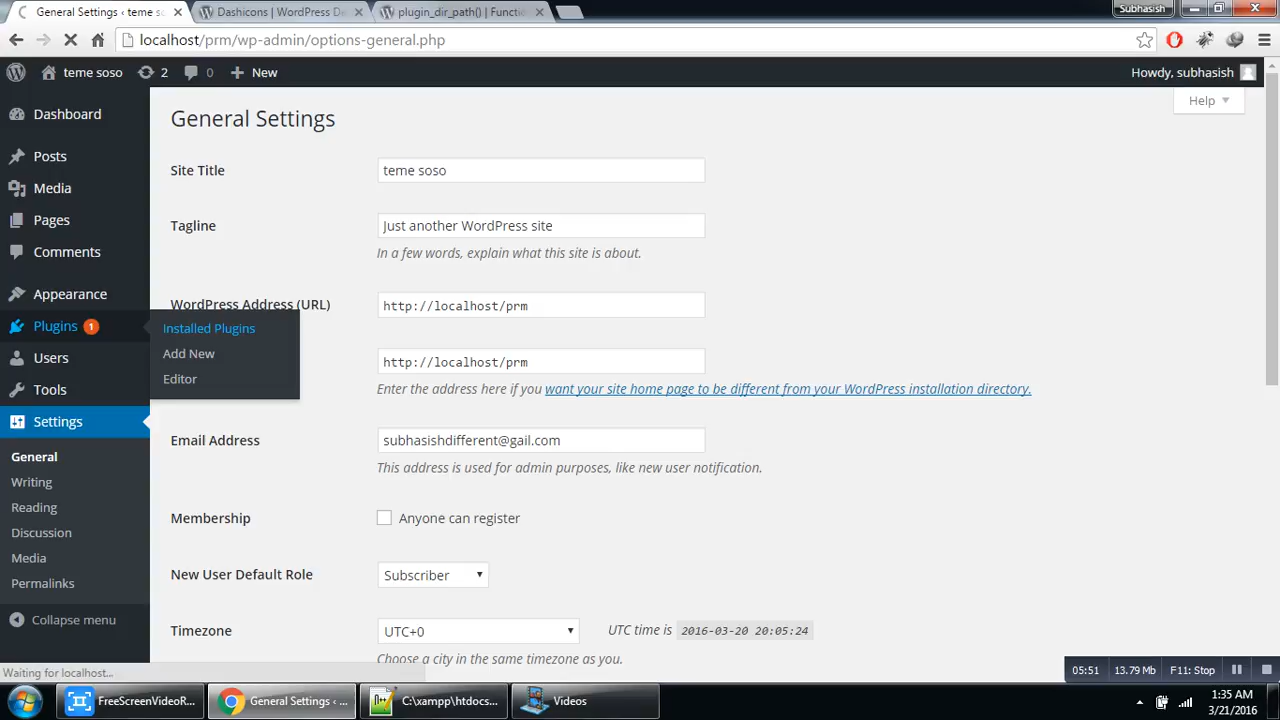 General Settings ‹ teme so
Dashicons | WordPress De
plugin_dir_path() | Functi
Subhasish
localhost/prm/wp-admin/options-general.php
teme soso
2
0
New
Howdy, subhasish
Help
Dashboard
Posts
Media
Pages
Comments
Appearance
Plugins 1
Installed Plugins
Add New
Editor
Users
Tools
Settings
General
Writing
Reading
Discussion
Media
Permalinks
Collapse menu
General Settings
Site Title
teme soso
Tagline
Just another WordPress site
In a few words, explain what this site is about.
WordPress Address (URL)
http://localhost/prm
http://localhost/prm
Enter the address here if you want your site home page to be different from your WordPress installation directory.
Email Address
subhasishdifferent@gail.com
This address is used for admin purposes, like new user notification.
Membership
Anyone can register
New User Default Role
Subscriber
Timezone
UTC+0
UTC time is 2016-03-20 20:05:24
Choose a city in the same timezone as you.
Waiting for localhost...
05:51
13.79 Mb
F11: Stop
FreeScreenVideoR...
General Settings ‹ ...
C:\xampp\htdocs...
Videos
1:35 AM
3/21/2016